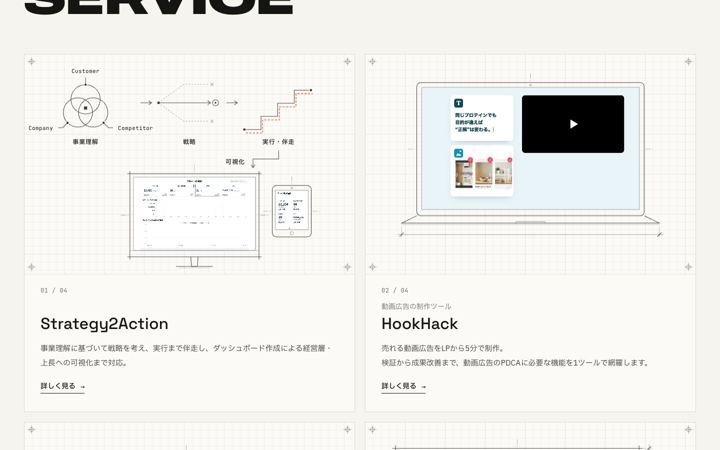 SERVICE
Customer
Company
Competitor
事業理解
戦略
実行・伴走
可視化
T
同じプロテインでも
目的が違えば
"正解"は変わる。
01 / 04
Strategy2Action
事業理解に基づいて戦略を考え、実行まで伴走し、ダッシュボード作成による経営層・
上長への可視化まで対応。
詳しく見る →
02 / 04
動画広告の制作ツール
HookHack
売れる動画広告をLPから5分で制作。
検証から成果改善まで、動画広告のPDCAに必要な機能を1ツールで網羅します。
詳しく見る →